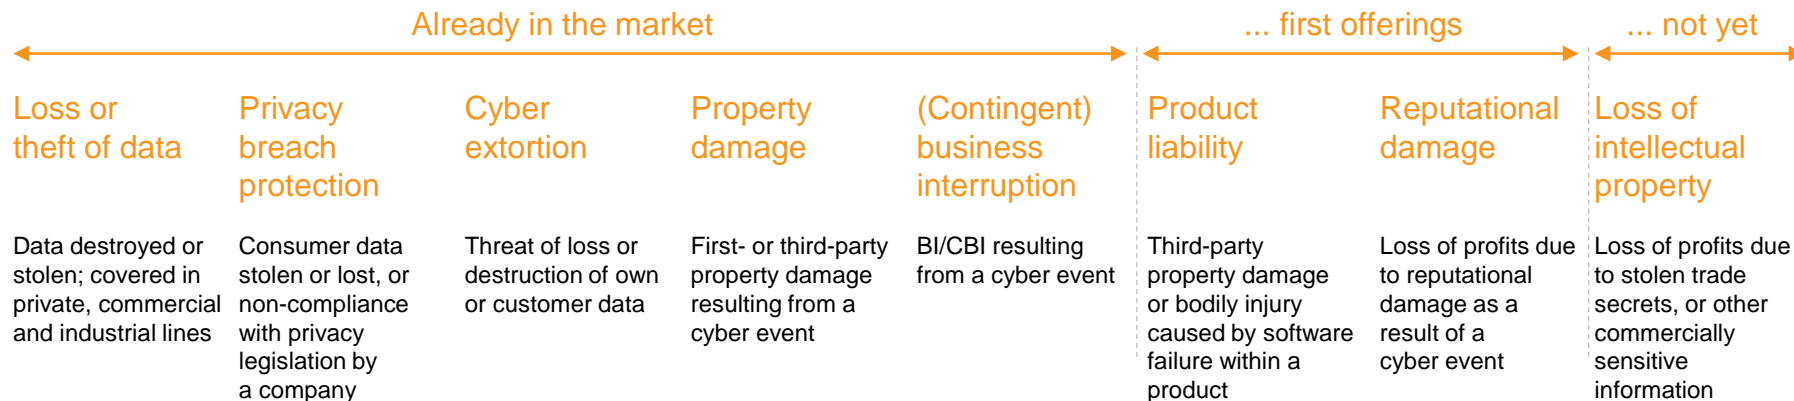 Already in the market
... first offerings
... not yet
Loss or
theft of data
Data destroyed or
stolen; covered in
private, commercial
and industrial lines
Privacy
breach
protection
Consumer data
stolen or lost, or
non-compliance
with privacy
legislation by
a company
Cyber
extortion
Threat of loss or
destruction of own
or customer data
Property
damage
First- or third-party
property damage
resulting from a
cyber event
(Contingent)
business
interruption
BI/CBI resulting
from a cyber event
Product
liability
Third-party
property damage
or bodily injury
caused by software
failure within a
product
Reputational
damage
Loss of profits due
to reputational
damage as a
result of a
cyber event
Loss of
intellectual
property
Loss of profits due
to stolen trade
secrets, or other
commercially
sensitive
information